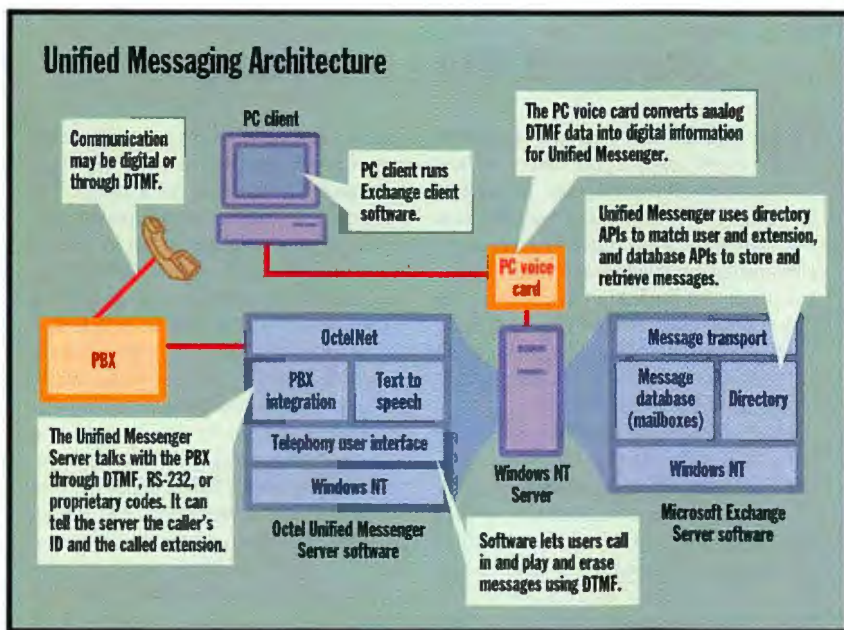 Unified Messaging Architecture
Communication
may be digital or
through DTMF.
PC client
PC client runs
Exchange client
software.
The PC voice card converts analog
DTMF data into digital information
for Unified Messenger.
Unified Messenger uses directory
APIs to match user and extension,
and database APIs to store and
retrieve messages.
PC voice
card
PBX
OctelNet
PBX
integration
Text to
speech
Telephony user interface
Windows NT
Octel Unified Messenger
Server software
The Unified Messenger
Server talks with the PBX
through DTMF, RS-232, or
proprietary codes. It can
tell the server the caller's
ID and the called extension.
Windows NT
Server
Software lets users call
in and play and erase
messages using DTMF.
Message transport
Message
database
(mailboxes)
Directory
Windows NT
Microsoft Exchange
Server software